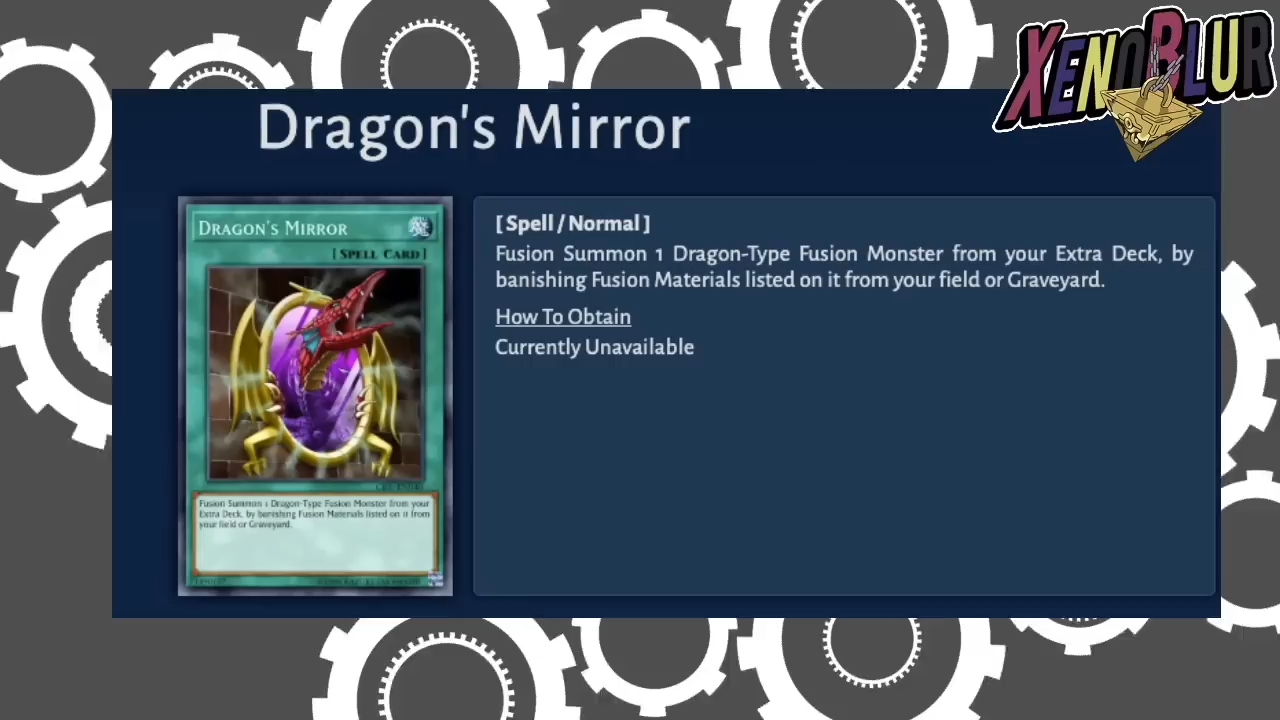 XENOBLUR
Dragon's Mirror
DRAGON'S MIRROR
[ SPELL CARD ]
Fusion Summon 1 Dragon-Type Fusion Monster from your
Extra Deck, by banishing Fusion Materials listed on it from
your field or Graveyard.
[ Spell / Normal ]
Fusion Summon 1 Dragon-Type Fusion Monster from your Extra Deck, by
banishing Fusion Materials listed on it from your field or Graveyard.
How To Obtain
Currently Unavailable